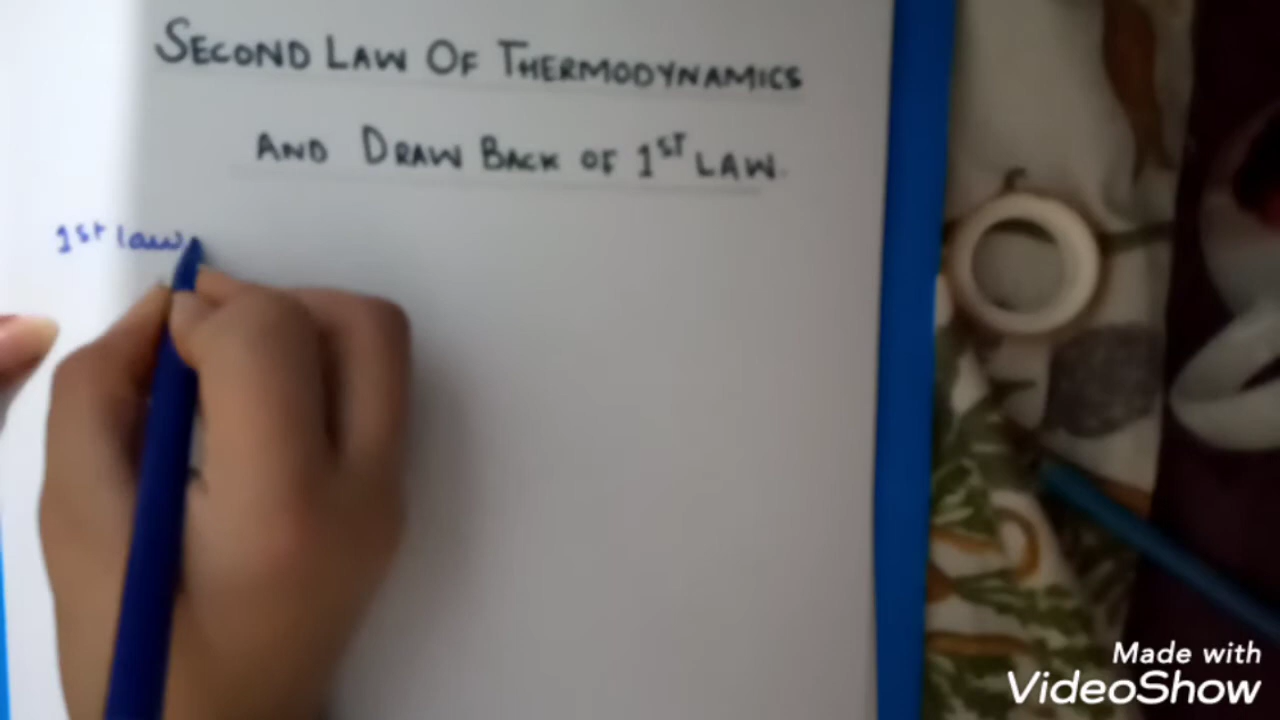 SECOND LAW OF THERMODYNAMICS
AND DRAW BACK OF 1ST LAW.
1st law
Made with
VideoShow